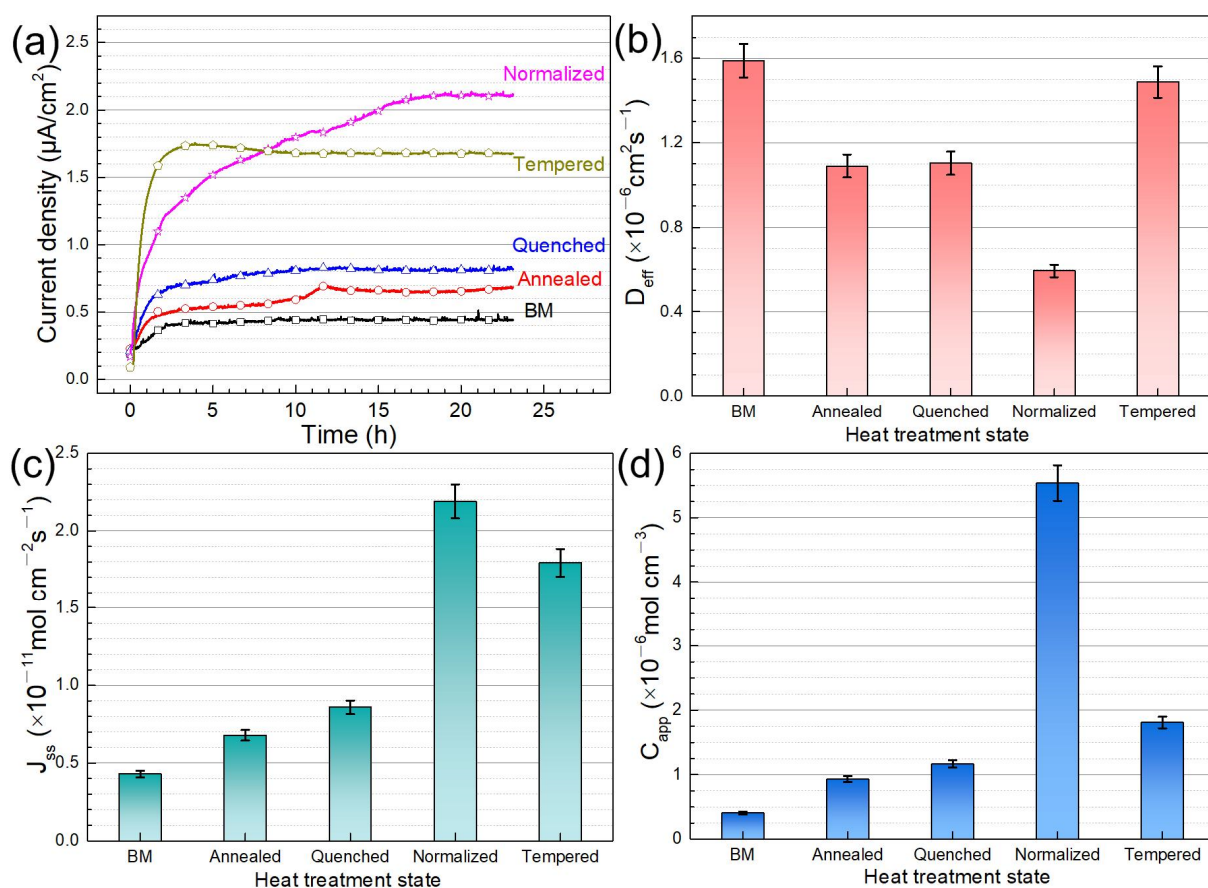 (a)
2.5
2.0
1.5
1.0
0.5
0.0
Current density (μA/cm²)
Normalized
Tempered
Quenched
Annealed
BM
0 5 10 15 20 25
Time (h)
(b)
1.6
1.2
0.8
0.4
0.0
D_eff (×10⁻⁶cm²s⁻¹)
BM Annealed Quenched Normalized Tempered
Heat treatment state
(c)
2.5
2.0
1.5
1.0
0.5
0.0
J_ss (×10⁻¹¹mol cm⁻²s⁻¹)
BM Annealed Quenched Normalized Tempered
Heat treatment state
(d)
6
5
4
3
2
1
0
C_app (×10⁻⁶mol cm⁻³)
BM Annealed Quenched Normalized Tempered
Heat treatment state